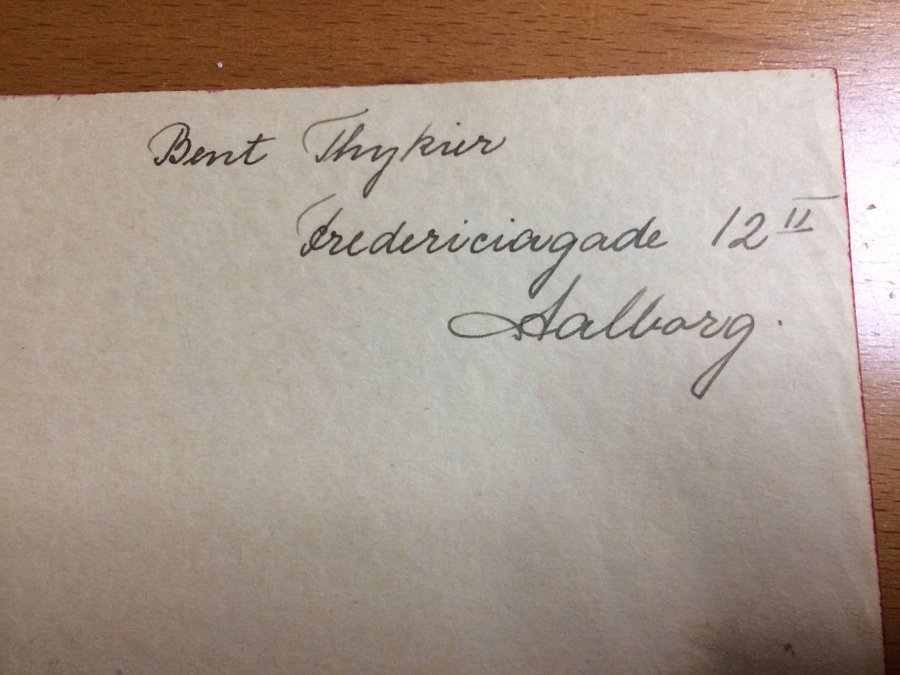 Bent Thykier
Fredericiagade 12 II
Aalborg.